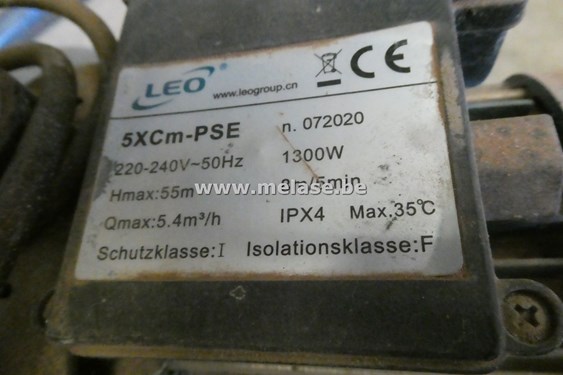 LEO
www.leogroup.cn
CE
5XCm-PSE n. 072020
220-240V~50Hz 1300W
Hmax:55m
www.melase.be
Qmax:5.4m³/h IPX4 Max.35℃
Schutzklasse:I Isolationsklasse:F